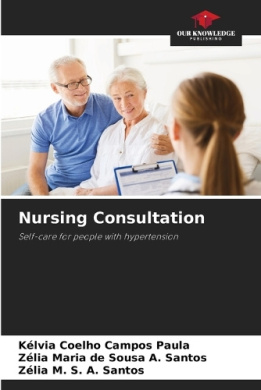 OUR KNOWLEDGE
PUBLISHING
Nursing Consultation
Self-care for people with hypertension
Kélvia Coelho Campos Paula
Zélia Maria de Sousa A. Santos
Zélia M. S. A. Santos